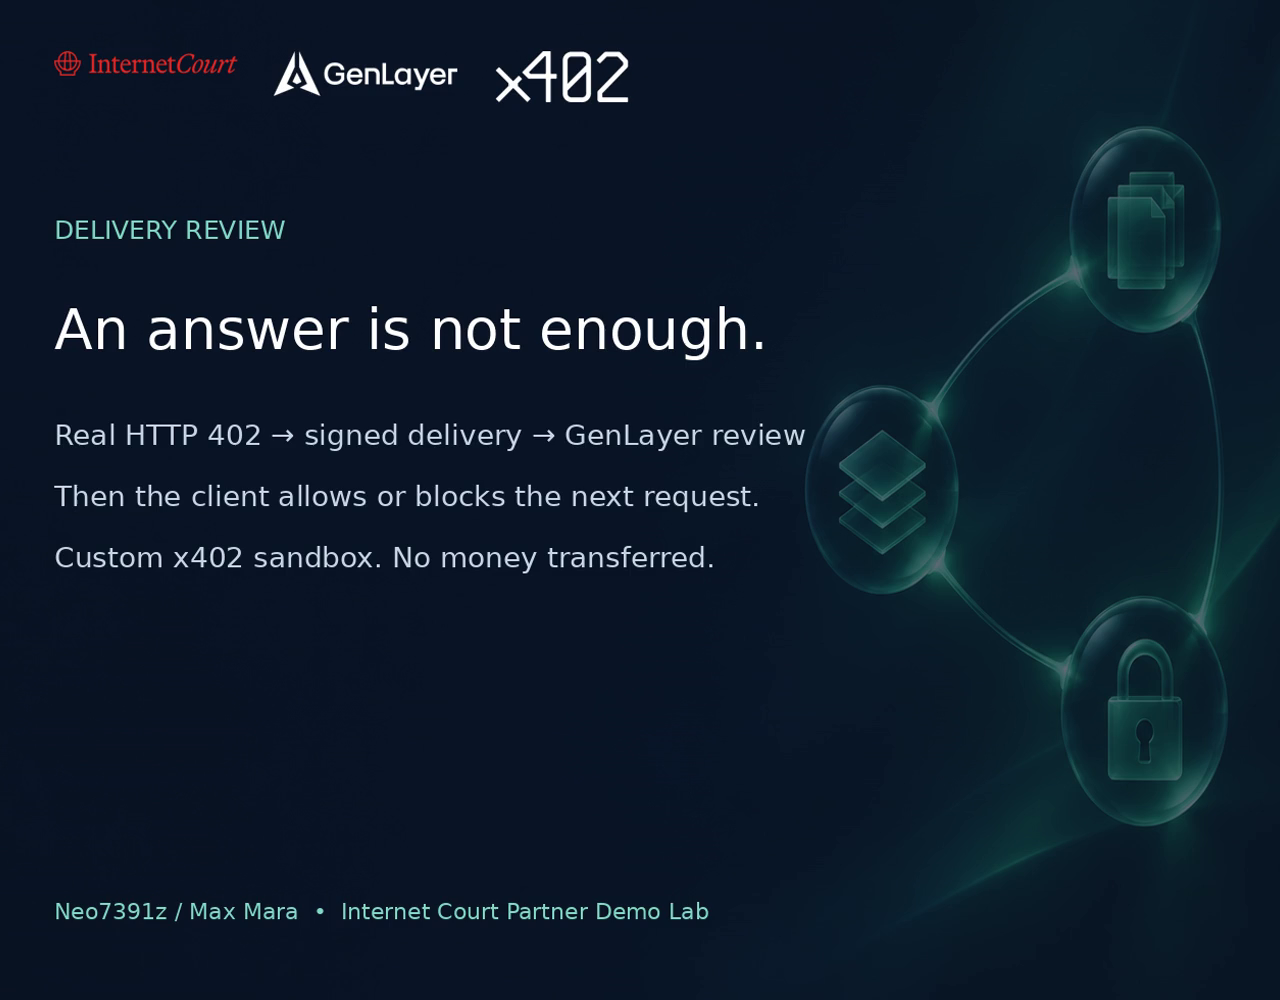 InternetCourt
GenLayer
x402
DELIVERY REVIEW
An answer is not enough.
Real HTTP 402 → signed delivery → GenLayer review
Then the client allows or blocks the next request.
Custom x402 sandbox. No money transferred.
Neo7391z / Max Mara • Internet Court Partner Demo Lab